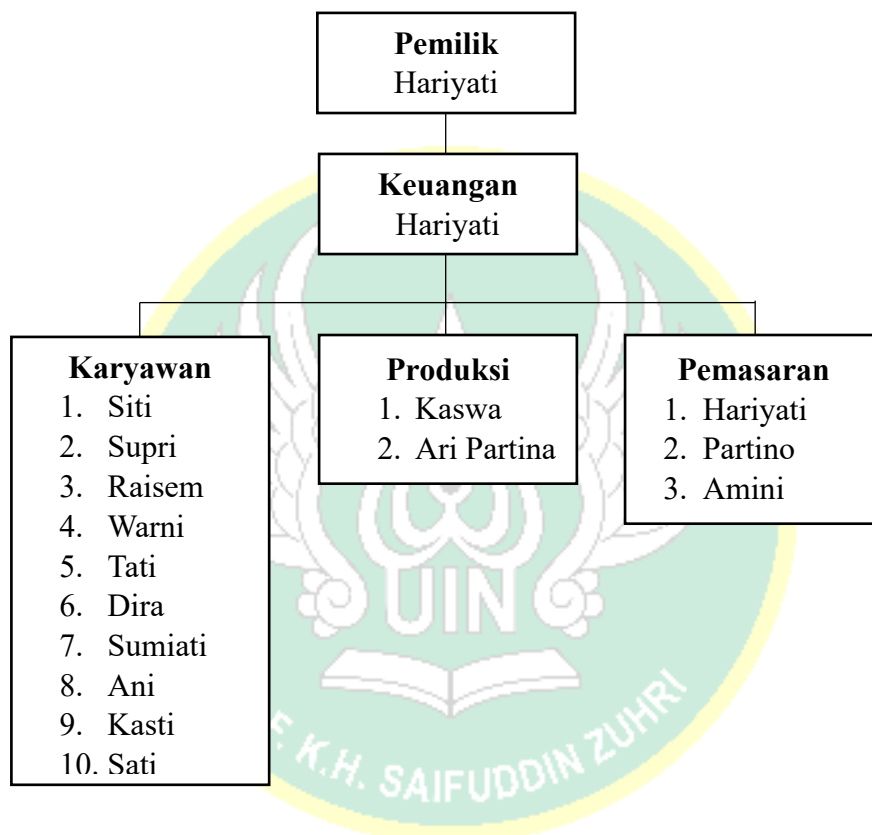 Pemilik
Hariyati
Keuangan
Hariyati
Karyawan
1. Siti
2. Supri
3. Raisem
4. Warni
5. Tati
6. Dira
7. Sumiati
8. Ani
9. Kasti
10. Sati
Produksi
1. Kaswa
2. Ari Partina
Pemasaran
1. Hariyati
2. Partino
3. Amini
UIN
K.H. SAIFUDDIN ZUHRI